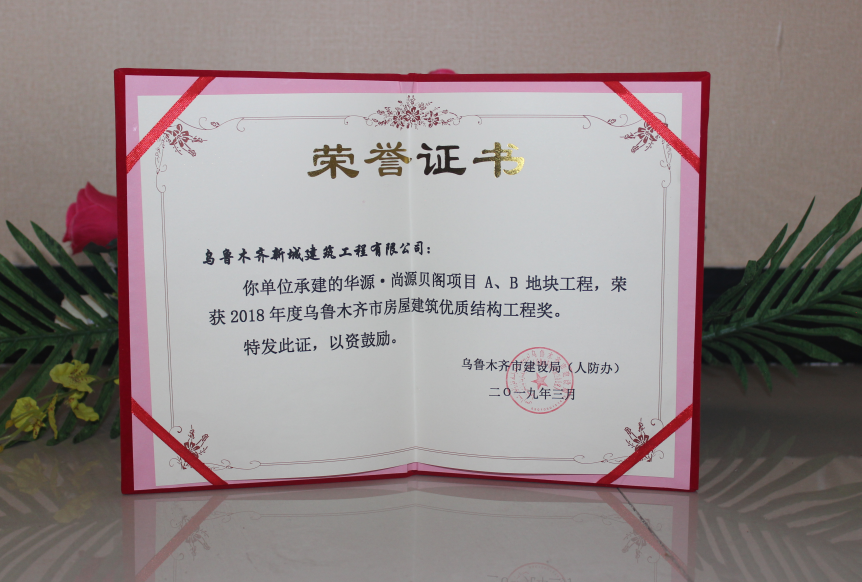 荣誉证书
乌鲁木齐新城建筑工程有限公司：
你单位承建的华源·尚源贝阁项目 A、B 地块工程，荣
获 2018 年度乌鲁木齐市房屋建筑优质结构工程奖。
特发此证，以资鼓励。
乌鲁木齐市建设局（人防办）
二〇一九年三月